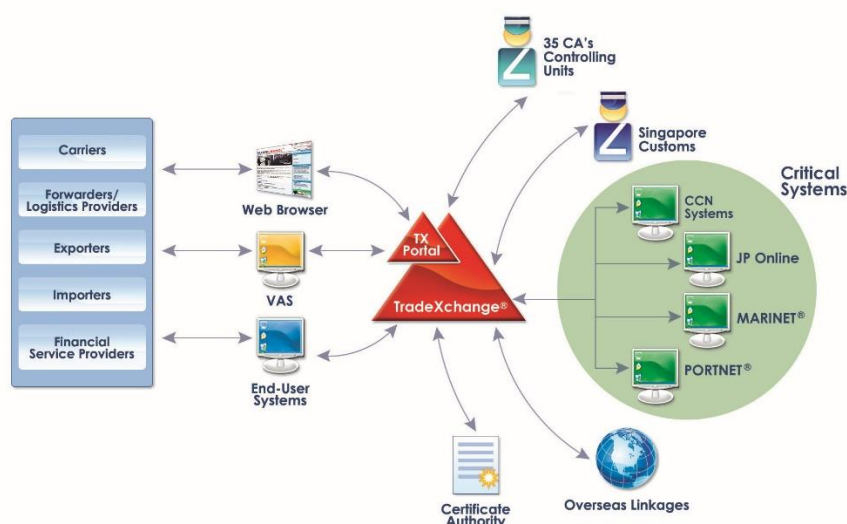 35 CA's
Controlling
Units
Singapore
Customs
Critical
Systems
Carriers
Forwarders/
Logistics Providers
Exporters
Importers
Financial
Service Providers
Web Browser
VAS
End-User
Systems
TX
Portal
TradeXchange®
CCN
Systems
JP Online
MARINET®
PORTNET®
Certificate
Authority
Overseas Linkages